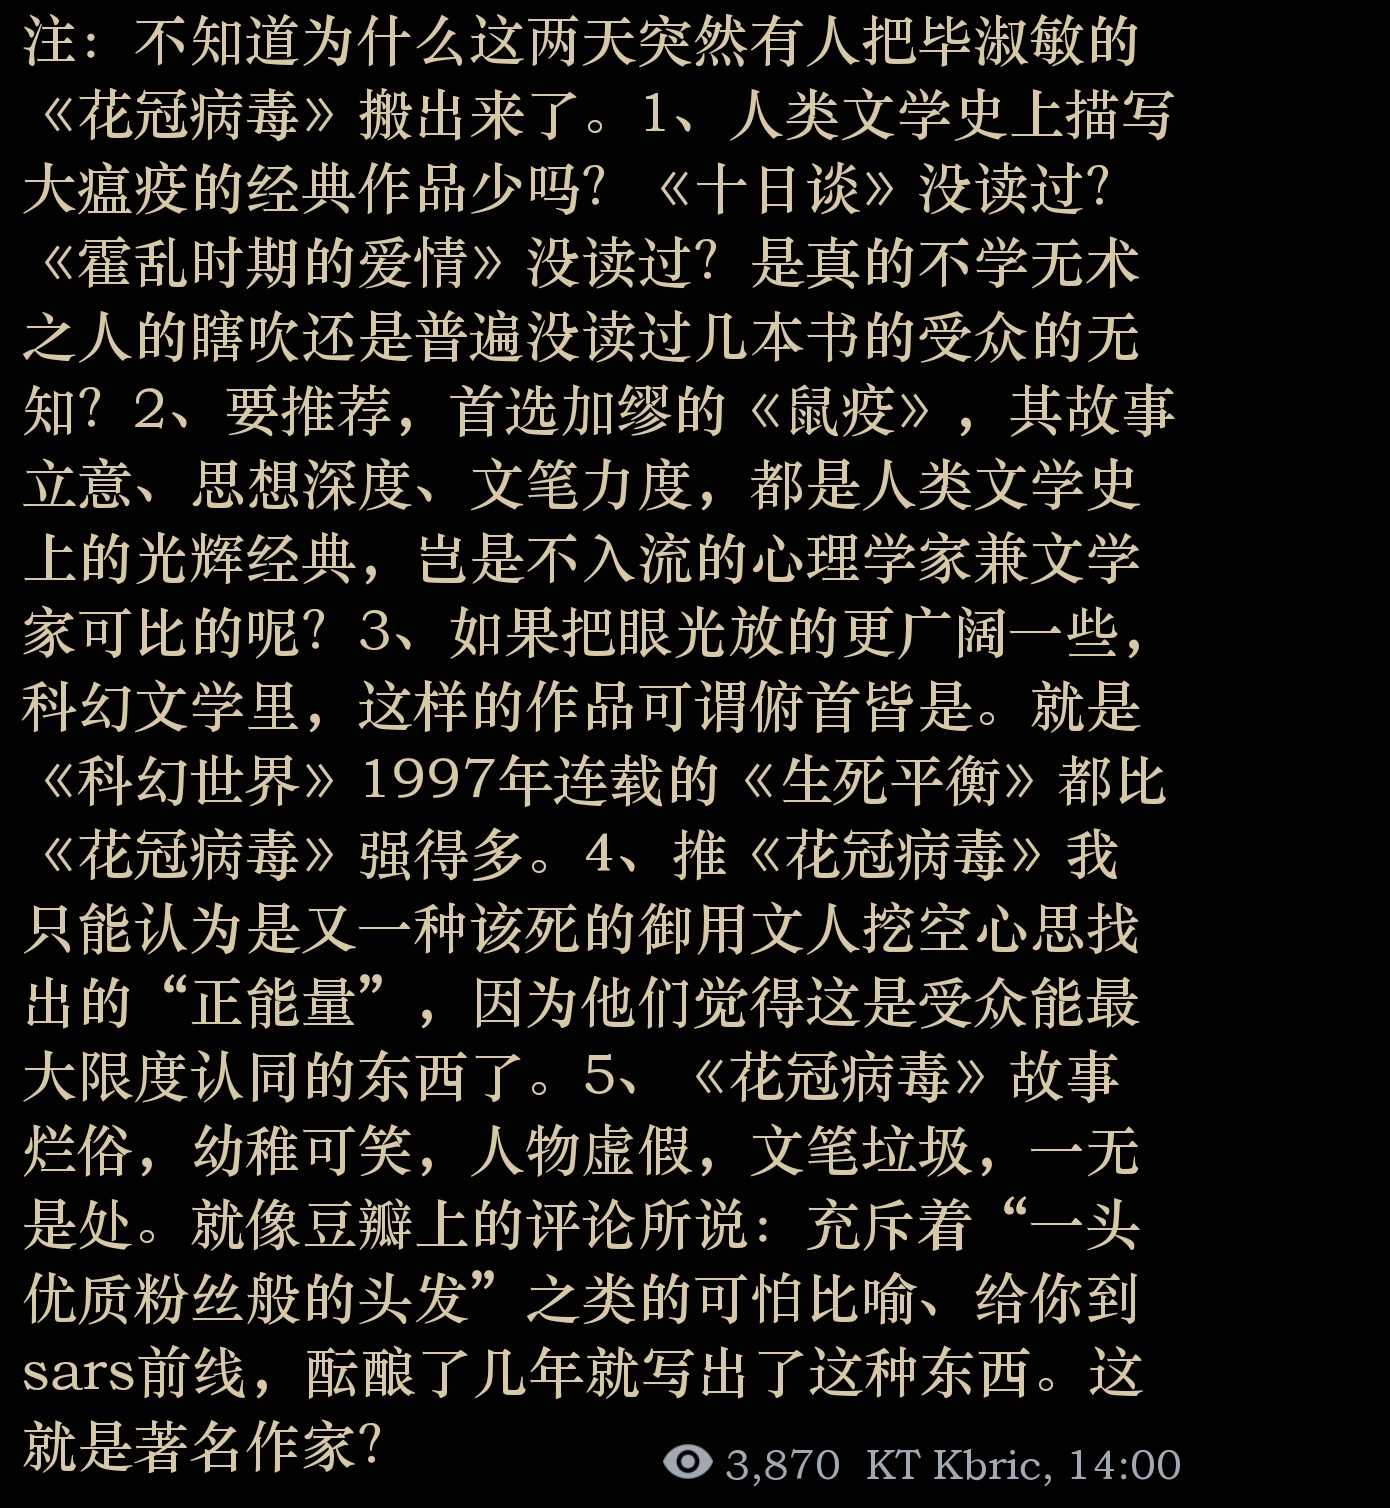 注：不知道为什么这两天突然有人把毕淑敏的
《花冠病毒》搬出来了。1、人类文学史上描写
大瘟疫的经典作品少吗？《十日谈》没读过？
《霍乱时期的爱情》没读过？是真的不学无术
之人的瞎吹还是普遍没读过几本书的受众的无
知？2、要推荐，首选加缪的《鼠疫》，其故事
立意、思想深度、文笔力度，都是人类文学史
上的光辉经典，岂是不入流的心理学家兼文学
家可比的呢？3、如果把眼光放的更广阔一些，
科幻文学里，这样的作品可谓俯首皆是。就是
《科幻世界》1997年连载的《生死平衡》都比
《花冠病毒》强得多。4、推《花冠病毒》我
只能认为是又一种该死的御用文人挖空心思找
出的“正能量”，因为他们觉得这是受众能最
大限度认同的东西了。5、《花冠病毒》故事
烂俗，幼稚可笑，人物虚假，文笔垃圾，一无
是处。就像豆瓣上的评论所说：充斥着“一头
优质粉丝般的头发”之类的可怕比喻、给你到
sars前线，酝酿了几年就写出了这种东西。这
就是著名作家？
3,870 KT Kbric, 14:00